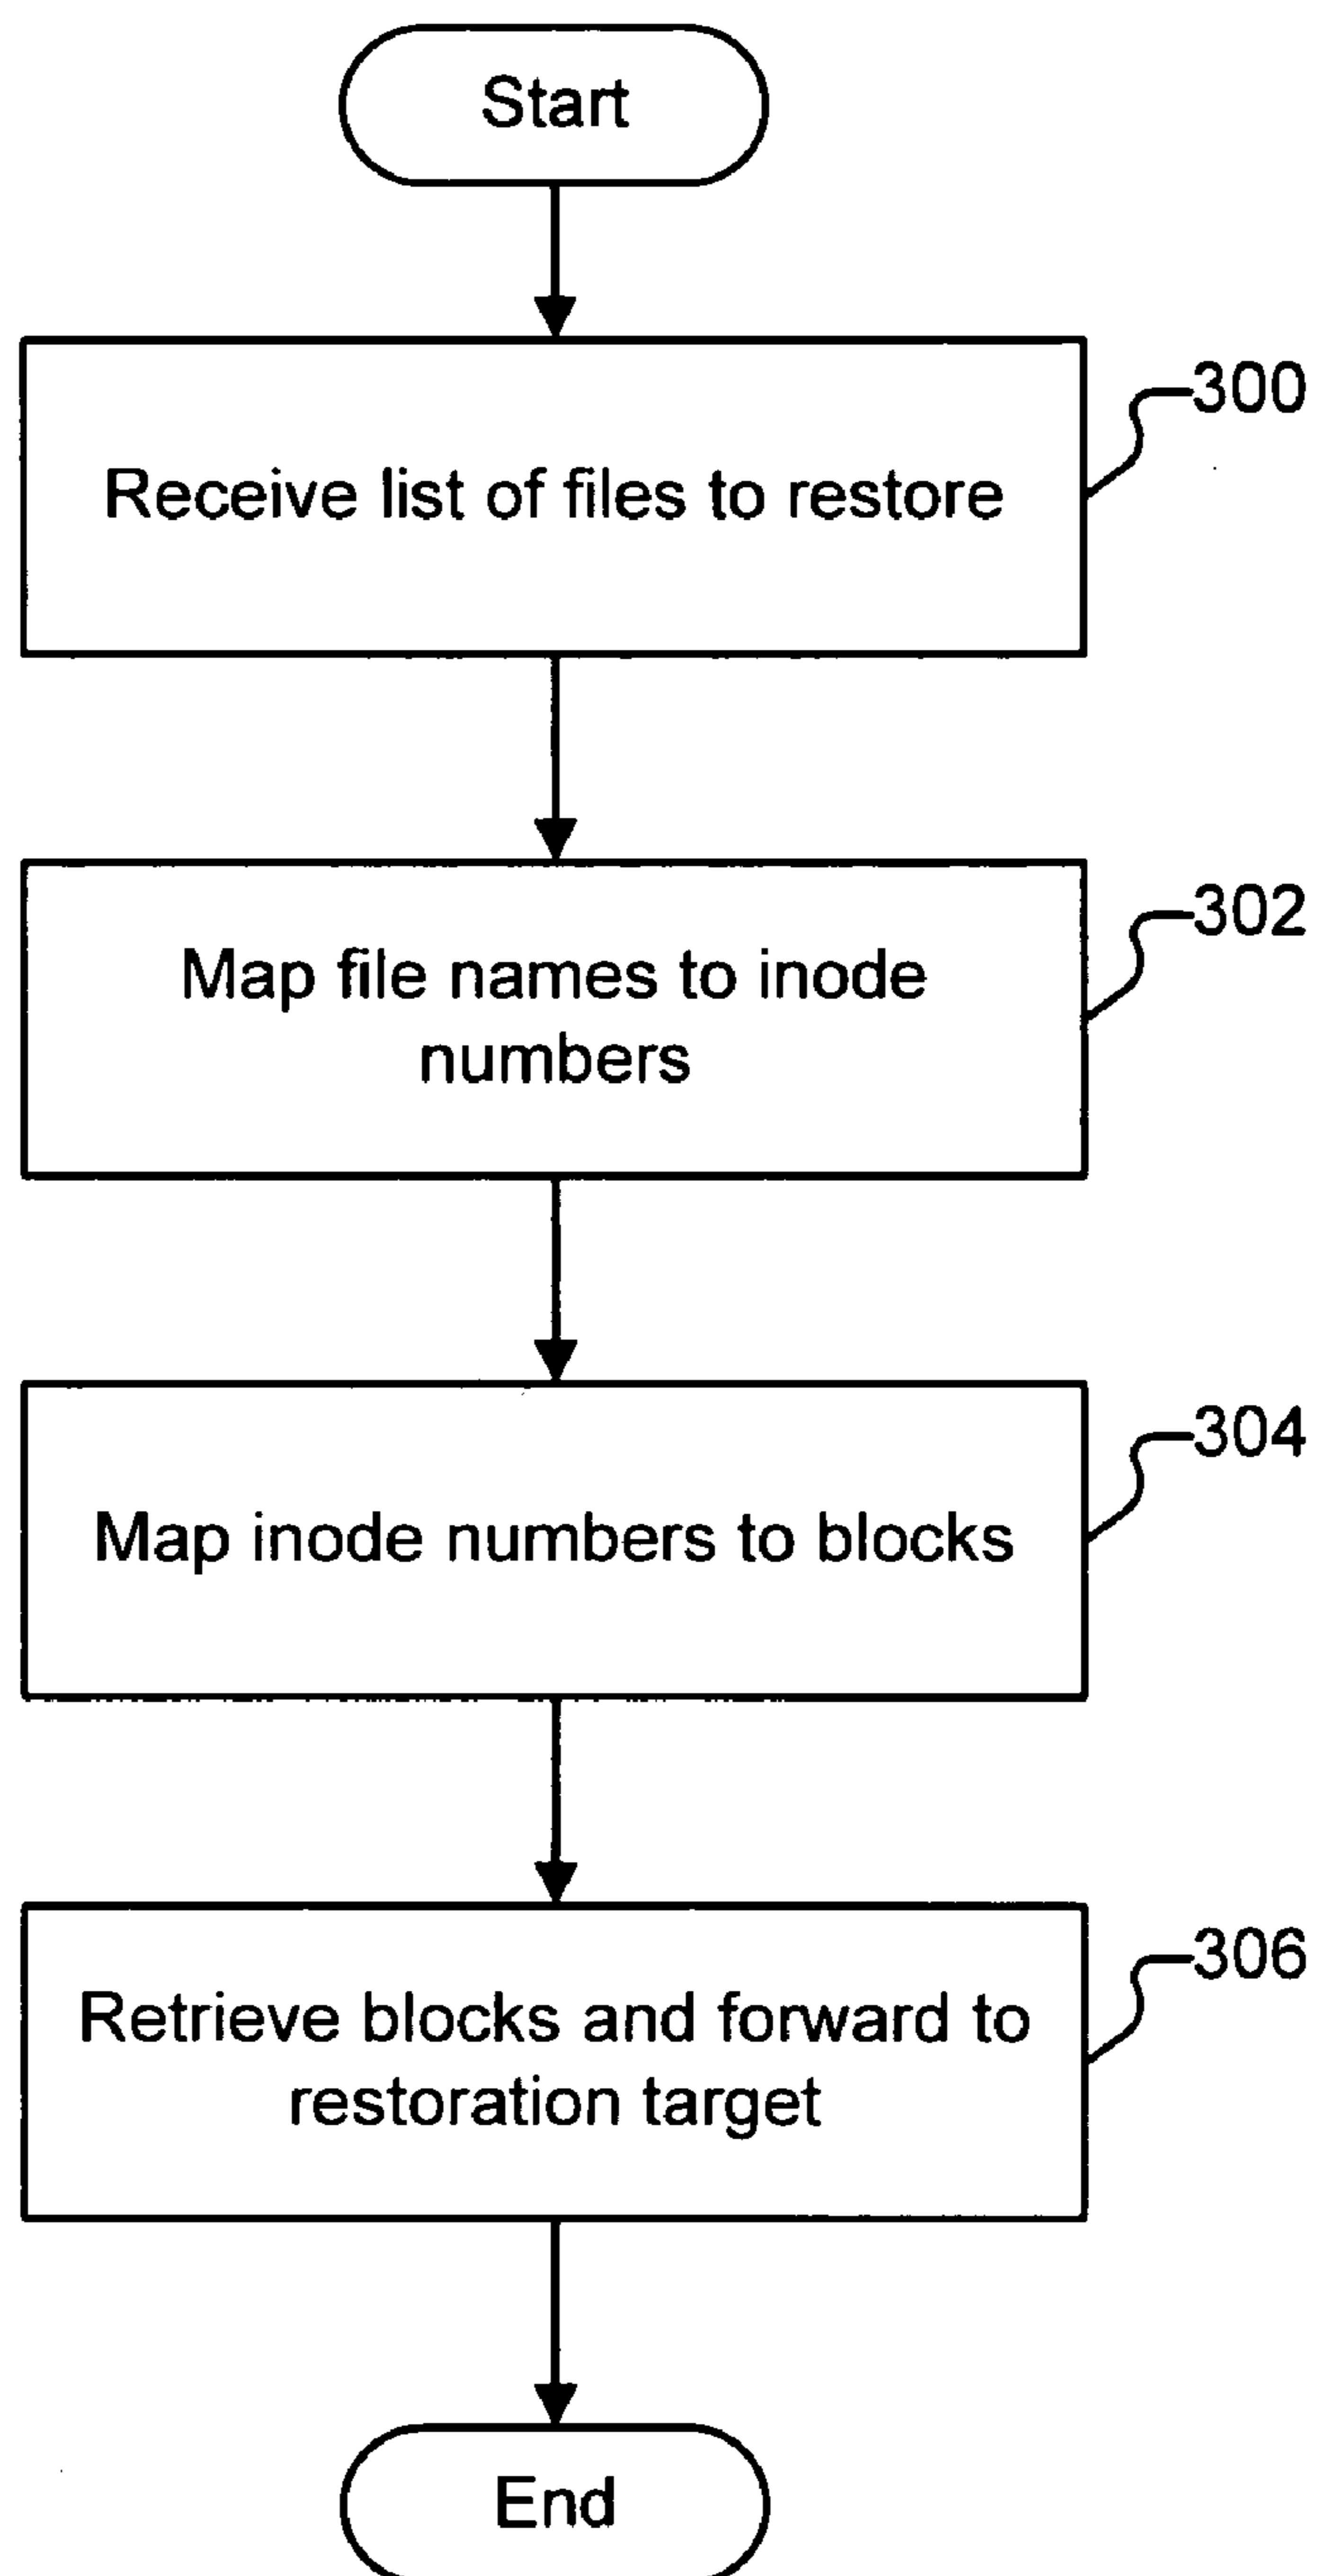 Start
Receive list of files to restore
300
Map file names to inode
numbers
302
Map inode numbers to blocks
304
Retrieve blocks and forward to
restoration target
306
End